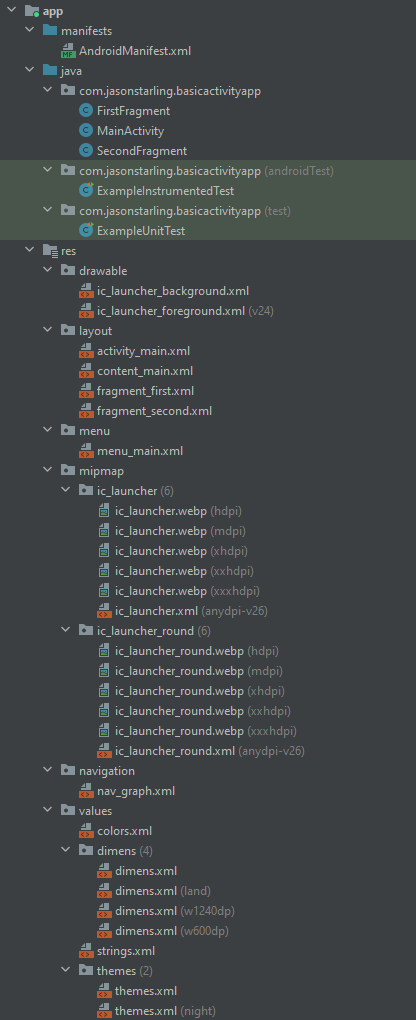 app
manifests
AndroidManifest.xml
java
com.jasonstarling.basicactivityapp
FirstFragment
MainActivity
SecondFragment
com.jasonstarling.basicactivityapp (androidTest)
ExampleInstrumentedTest
com.jasonstarling.basicactivityapp (test)
ExampleUnitTest
res
drawable
ic_launcher_background.xml
ic_launcher_foreground.xml (v24)
layout
activity_main.xml
content_main.xml
fragment_first.xml
fragment_second.xml
menu
menu_main.xml
mipmap
ic_launcher (6)
ic_launcher.webp (hdpi)
ic_launcher.webp (mdpi)
ic_launcher.webp (xhdpi)
ic_launcher.webp (xxhdpi)
ic_launcher.webp (xxxhdpi)
ic_launcher.xml (anydpi-v26)
ic_launcher_round (6)
ic_launcher_round.webp (hdpi)
ic_launcher_round.webp (mdpi)
ic_launcher_round.webp (xhdpi)
ic_launcher_round.webp (xxhdpi)
ic_launcher_round.webp (xxxhdpi)
ic_launcher_round.xml (anydpi-v26)
navigation
nav_graph.xml
values
colors.xml
dimens (4)
dimens.xml
dimens.xml (land)
dimens.xml (w1240dp)
dimens.xml (w600dp)
strings.xml
themes (2)
themes.xml
themes.xml (night)